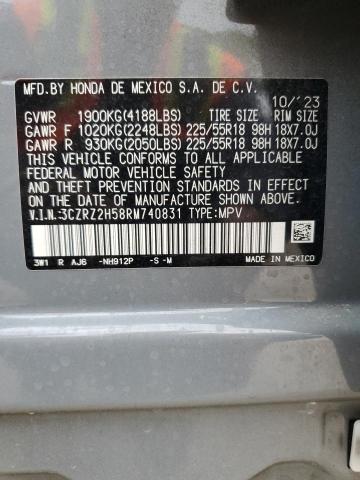 MFD.BY HONDA DE MEXICO S.A. DE C.V.
10/'23
GVWR 1900KG(4188LBS) TIRE SIZE RIM SIZE
GAWR F 1020KG(2248LBS) 225/55R18 98H 18X7.0J
GAWR R 930KG(2050LBS) 225/55R18 98H 18X7.0J
THIS VEHICLE CONFORMS TO ALL APPLICABLE
FEDERAL MOTOR VEHICLE SAFETY
AND THEFT PREVENTION STANDARDS IN EFFECT
ON THE DATE OF MANUFACTURE SHOWN ABOVE.
V.I.N.:3CZRZ2H58RM740831 TYPE:MPV
3W1 R AJ6 -NH912P -S -M MADE IN MEXICO